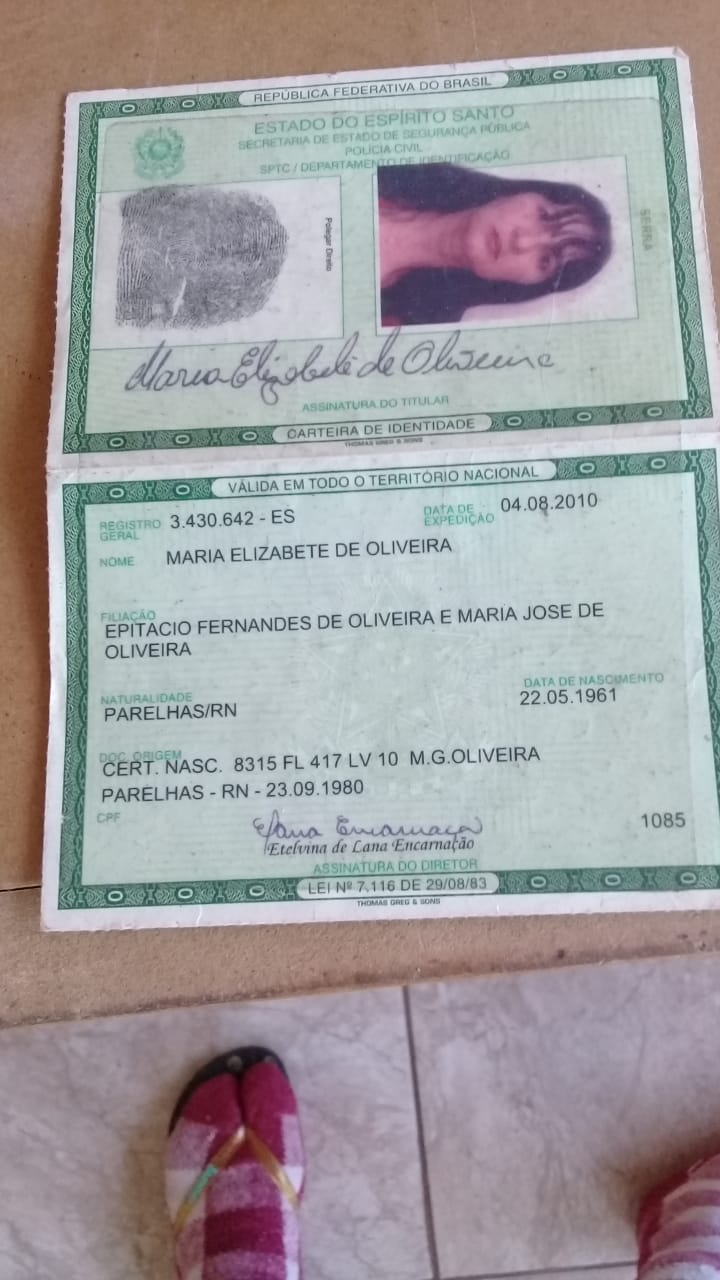 REPÚBLICA FEDERATIVA DO BRASIL
ESTADO DO ESPÍRITO SANTO
SECRETARIA DE ESTADO DE SEGURANÇA PÚBLICA
POLÍCIA CIVIL
SPTC / DEPARTAMENTO DE IDENTIFICAÇÃO
Polegar Direito
SERRA
Maria Elizabete de Oliveira
ASSINATURA DO TITULAR
CARTEIRA DE IDENTIDADE
THOMAS GREG & SONS
VÁLIDA EM TODO O TERRITÓRIO NACIONAL
REGISTRO GERAL 3.430.642 - ES DATA DE EXPEDIÇÃO 04.08.2010
NOME MARIA ELIZABETE DE OLIVEIRA
FILIAÇÃO
EPITACIO FERNANDES DE OLIVEIRA E MARIA JOSE DE
OLIVEIRA
NATURALIDADE DATA DE NASCIMENTO
PARELHAS/RN 22.05.1961
DOC. ORIGEM
CERT. NASC. 8315 FL 417 LV 10 M.G.OLIVEIRA
PARELHAS - RN - 23.09.1980
CPF 1085
Lana Encarnação
Etelvina de Lana Encarnação
ASSINATURA DO DIRETOR
LEI Nº 7.116 DE 29/08/83
THOMAS GREG & SONS